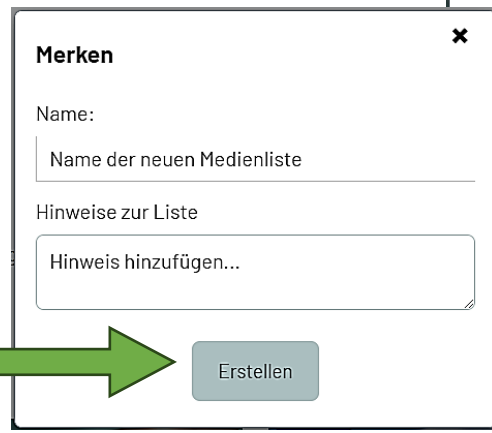 Merken
Name:
Name der neuen Medienliste
Hinweise zur Liste
Hinweis hinzufügen...
Erstellen